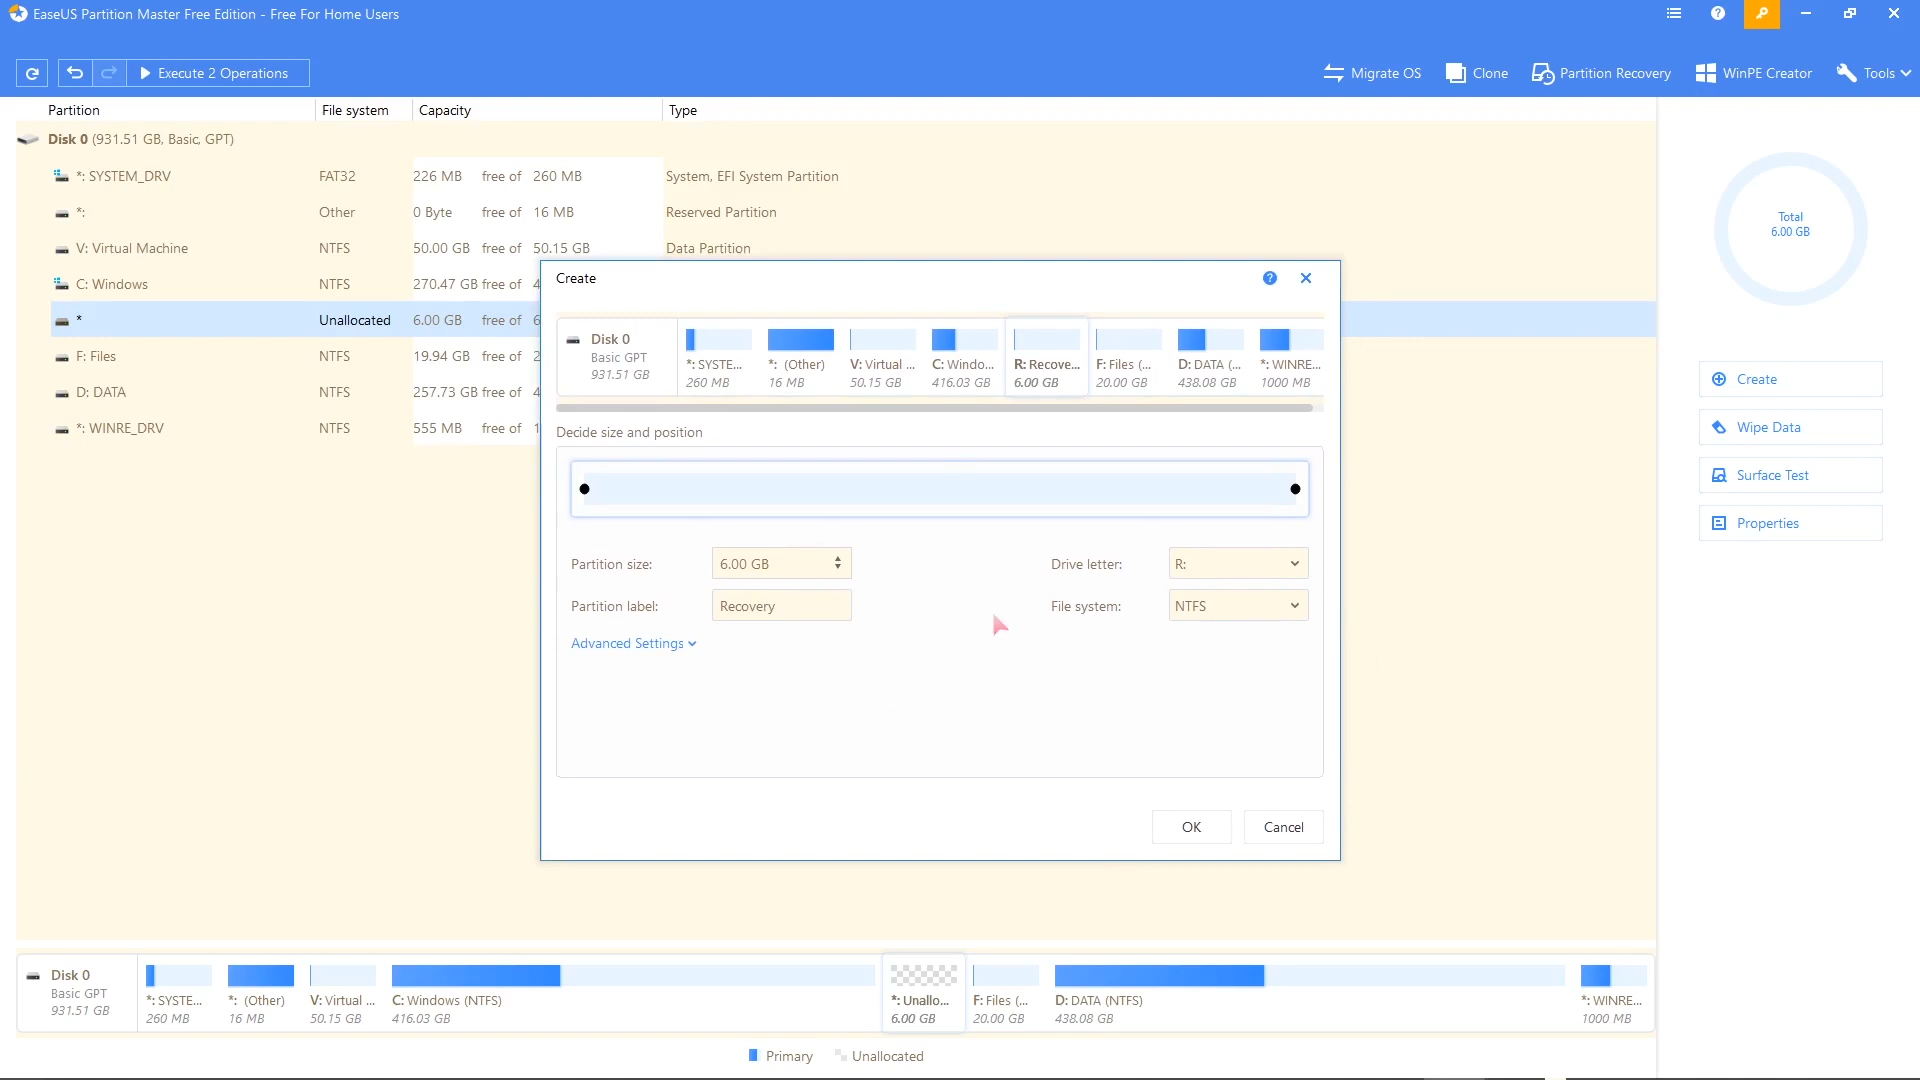 EaseUS Partition Master Free Edition - Free For Home Users
Execute 2 Operations
Migrate OS
Clone
Partition Recovery
WinPE Creator
Tools
Partition File system Capacity Type
Disk 0 (931.51 GB, Basic, GPT)
*: SYSTEM_DRV FAT32 226 MB free of 260 MB System, EFI System Partition
*: Other 0 Byte free of 16 MB Reserved Partition
V: Virtual Machine NTFS 50.00 GB free of 50.15 GB Data Partition
C: Windows NTFS 270.47 GB free of 4
* Unallocated 6.00 GB free of 6
F: Files NTFS 19.94 GB free of 2
D: DATA NTFS 257.73 GB free of 4
*: WINRE_DRV NTFS 555 MB free of 1
Create
Disk 0
Basic GPT
931.51 GB
*: SYSTE...
260 MB
*: (Other)
16 MB
V: Virtual ...
50.15 GB
C: Windo...
416.03 GB
R: Recove...
6.00 GB
F: Files (...
20.00 GB
D: DATA (...
438.08 GB
*: WINRE...
1000 MB
Decide size and position
Partition size: 6.00 GB
Drive letter: R:
Partition label: Recovery
File system: NTFS
Advanced Settings
OK
Cancel
Total
6.00 GB
Create
Wipe Data
Surface Test
Properties
Disk 0
Basic GPT
931.51 GB
*: SYSTE...
260 MB
*: (Other)
16 MB
V: Virtual ...
50.15 GB
C: Windows (NTFS)
416.03 GB
*: Unallo...
6.00 GB
F: Files (...
20.00 GB
D: DATA (NTFS)
438.08 GB
*: WINRE...
1000 MB
Primary
Unallocated